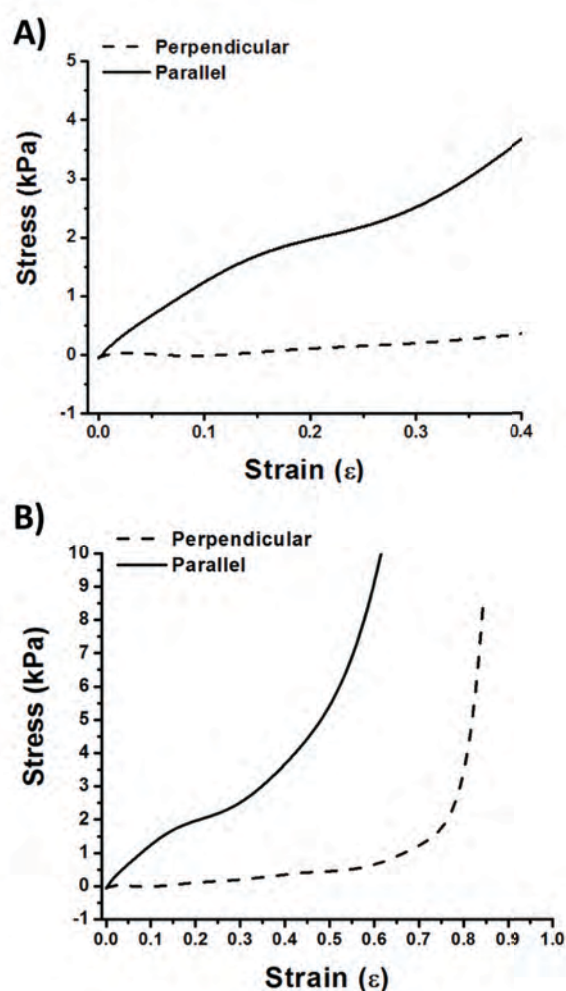 A)
Perpendicular
Parallel
5
4
3
2
1
0
-1
Stress (kPa)
0.0 0.1 0.2 0.3 0.4
Strain (ε)
B)
Perpendicular
Parallel
10
9
8
7
6
5
4
3
2
1
0
-1
Stress (kPa)
0.0 0.1 0.2 0.3 0.4 0.5 0.6 0.7 0.8 0.9 1.0
Strain (ε)